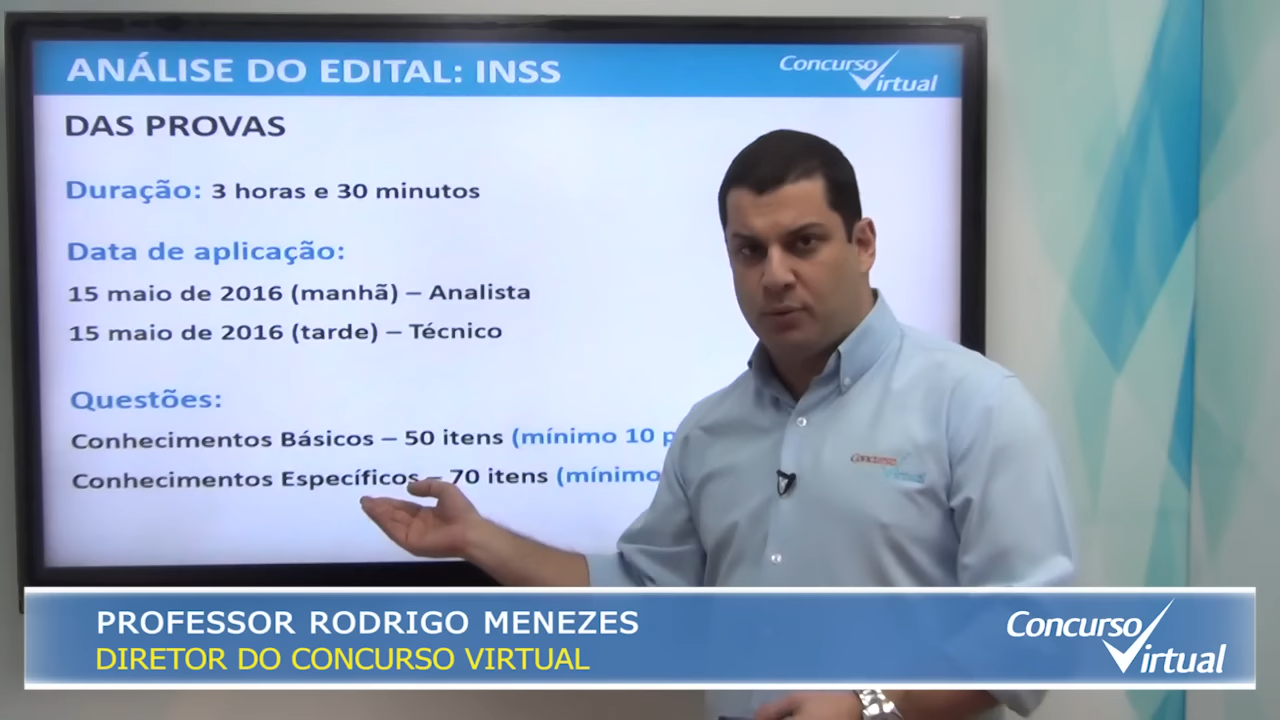 ANÁLISE DO EDITAL: INSS
Concurso Virtual
DAS PROVAS
Duração: 3 horas e 30 minutos
Data de aplicação:
15 maio de 2016 (manhã) – Analista
15 maio de 2016 (tarde) – Técnico
Questões:
Conhecimentos Básicos – 50 itens (mínimo 10 p
Conhecimentos Específicos – 70 itens (mínimo
Concurso Virtual
PROFESSOR RODRIGO MENEZES
DIRETOR DO CONCURSO VIRTUAL
Concurso Virtual